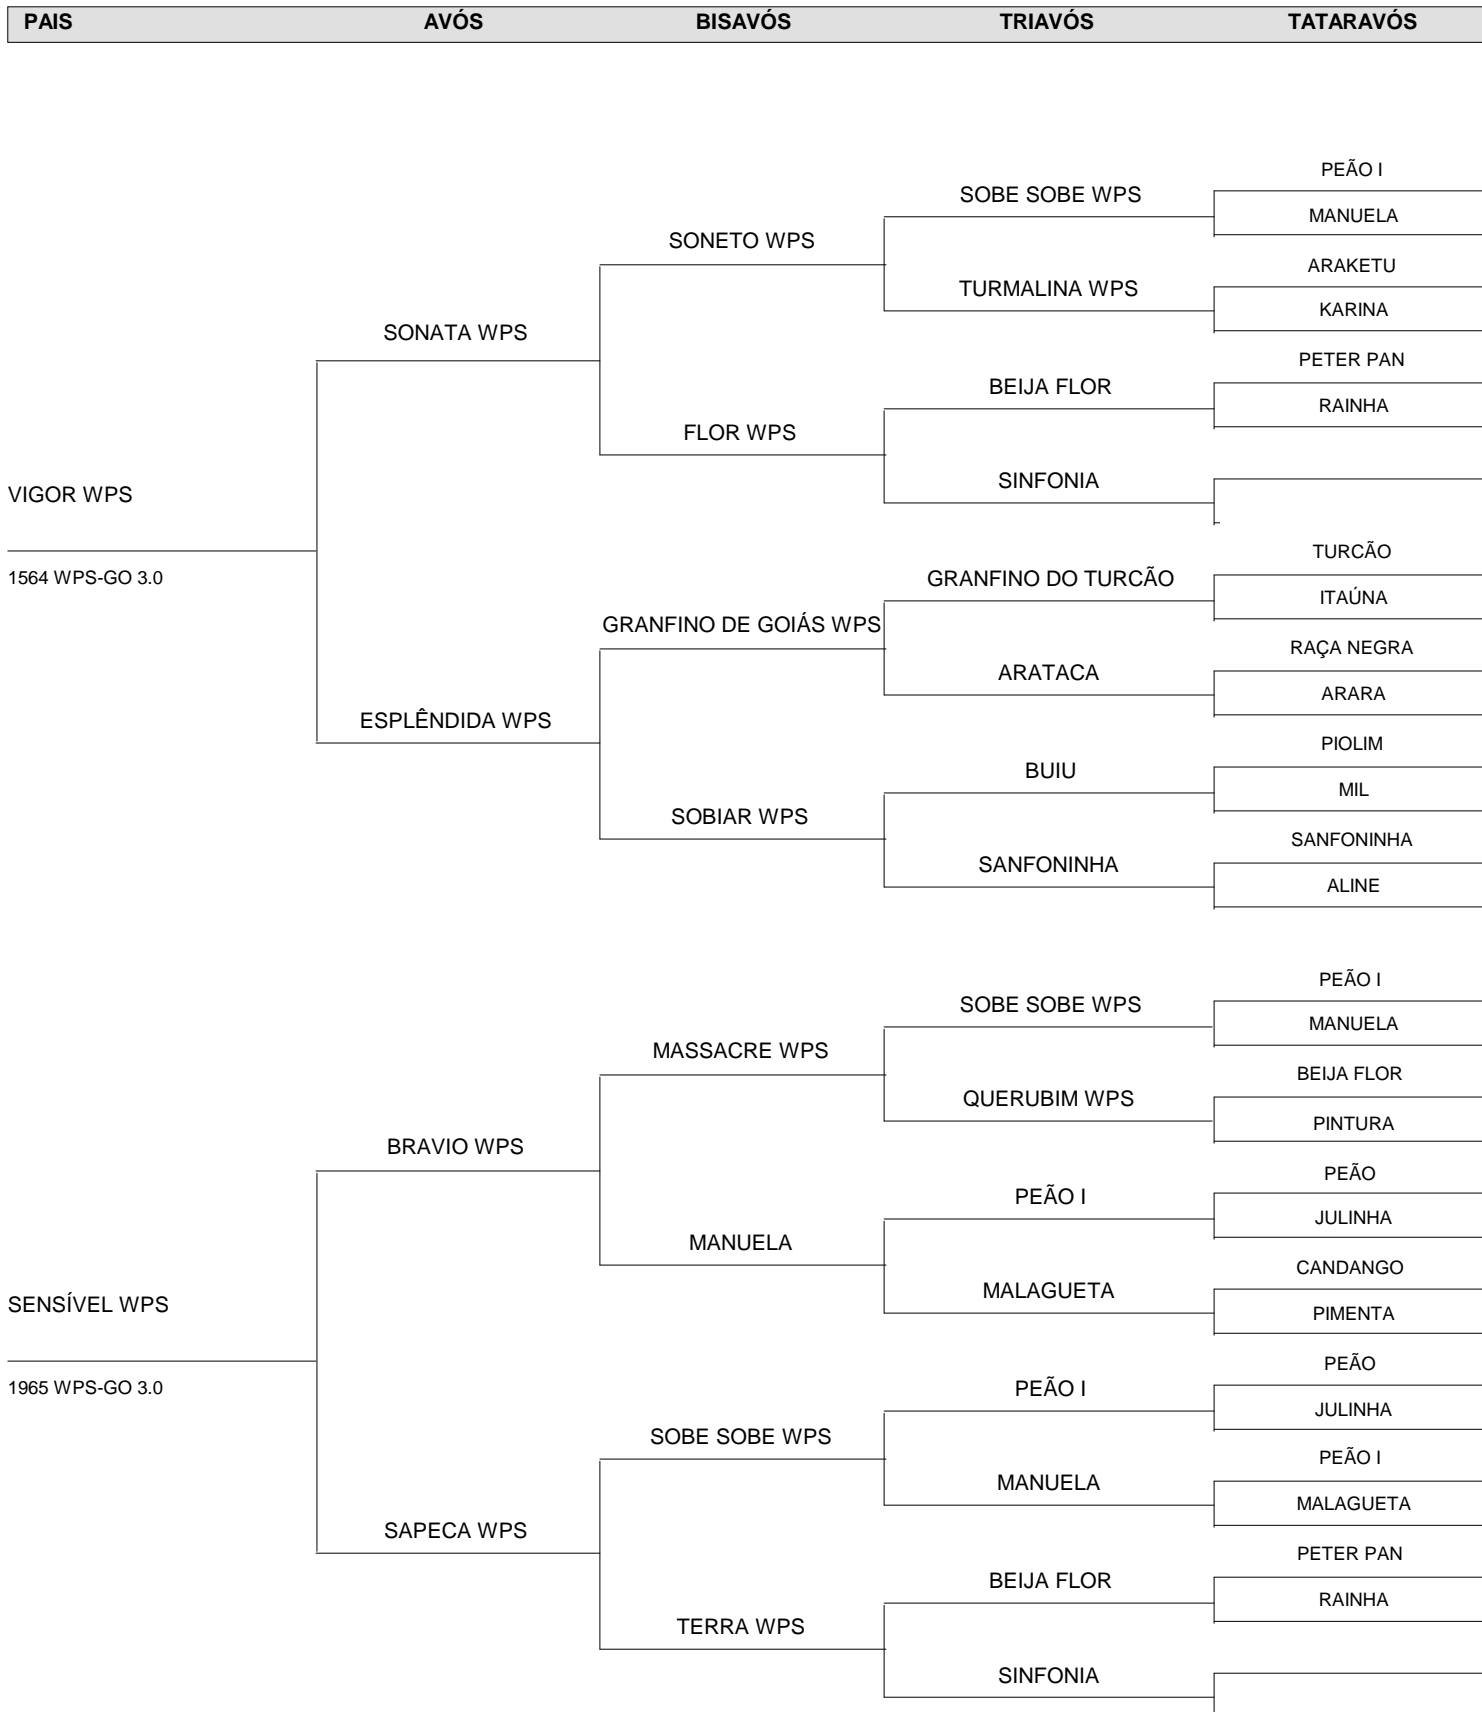 PAIS AVÓS BISAVÓS TRIAVÓS TATARAVÓS
PEÃO I
SOBE SOBE WPS
MANUELA
SONETO WPS
ARAKETU
TURMALINA WPS
KARINA
SONATA WPS
PETER PAN
BEIJA FLOR
RAINHA
FLOR WPS
SINFONIA
VIGOR WPS
TURCÃO
1564 WPS-GO 3.0
GRANFINO DO TURCÃO
ITAÚNA
GRANFINO DE GOIÁS WPS
RAÇA NEGRA
ARATACA
ARARA
ESPLÊNDIDA WPS
PIOLIM
BUIU
MIL
SOBIAR WPS
SANFONINHA
SANFONINHA
ALINE
PEÃO I
SOBE SOBE WPS
MANUELA
MASSACRE WPS
BEIJA FLOR
QUERUBIM WPS
PINTURA
BRAVIO WPS
PEÃO
PEÃO I
JULINHA
MANUELA
CANDANGO
MALAGUETA
SENSÍVEL WPS
PIMENTA
PEÃO
1965 WPS-GO 3.0
PEÃO I
JULINHA
SOBE SOBE WPS
PEÃO I
MANUELA
MALAGUETA
SAPECA WPS
PETER PAN
BEIJA FLOR
RAINHA
TERRA WPS
SINFONIA